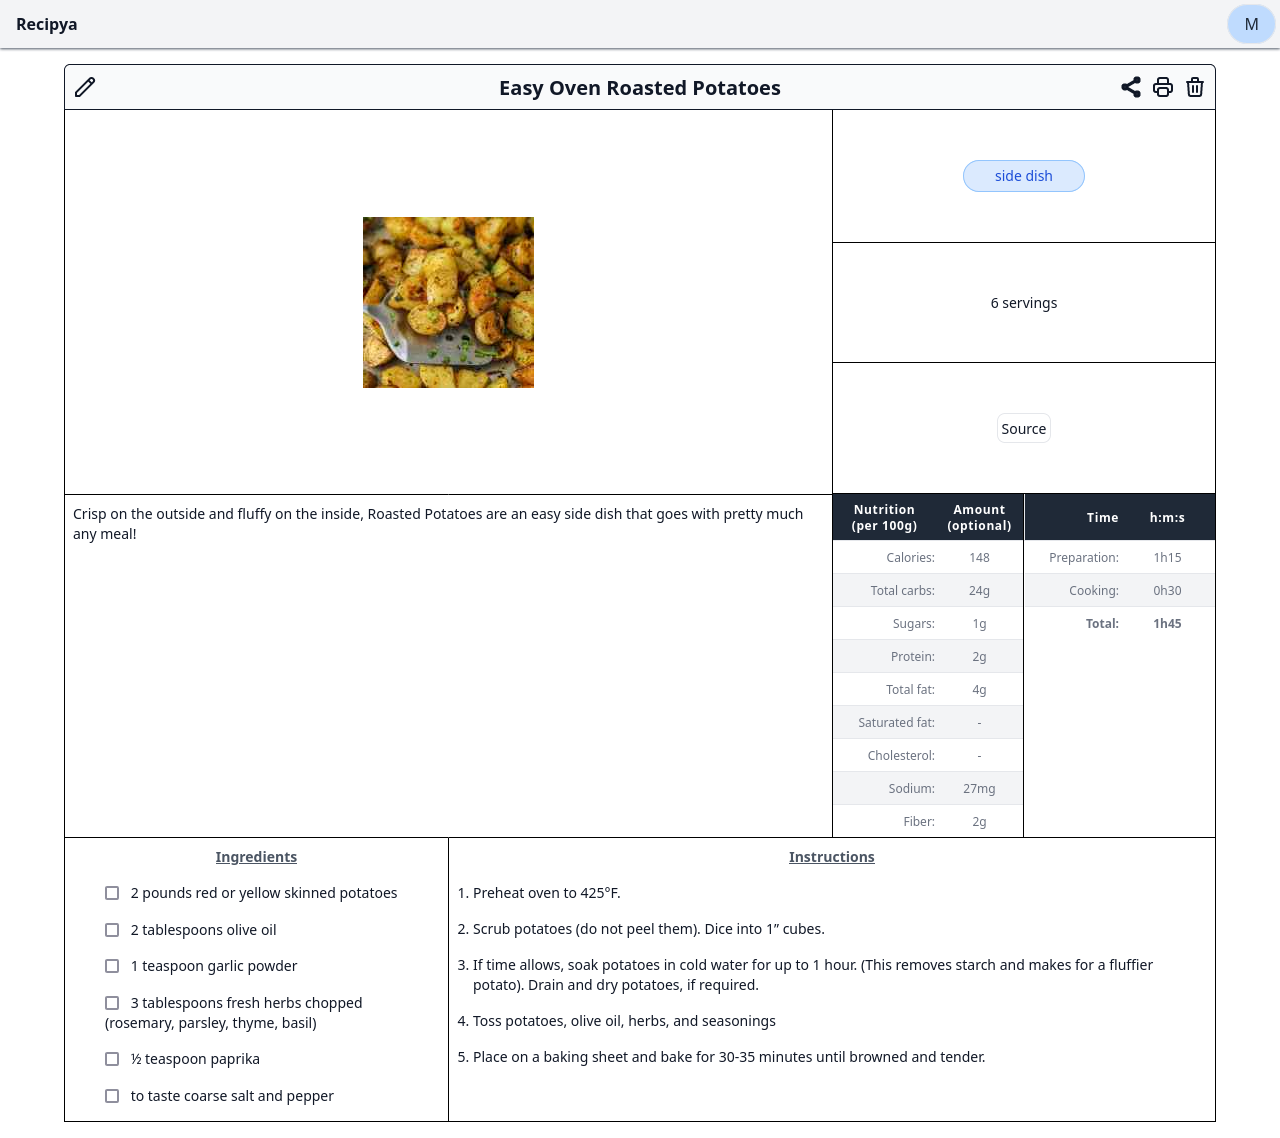 Recipya
M
Easy Oven Roasted Potatoes
side dish
6 servings
Source
Crisp on the outside and fluffy on the inside, Roasted Potatoes are an easy side dish that goes with pretty much
any meal!
Nutrition (per 100g) Amount (optional)
Calories: 148
Total carbs: 24g
Sugars: 1g
Protein: 2g
Total fat: 4g
Saturated fat: -
Cholesterol: -
Sodium: 27mg
Fiber: 2g
Time h:m:s
Preparation: 1h15
Cooking: 0h30
Total: 1h45
Ingredients
2 pounds red or yellow skinned potatoes
2 tablespoons olive oil
1 teaspoon garlic powder
3 tablespoons fresh herbs chopped
(rosemary, parsley, thyme, basil)
½ teaspoon paprika
to taste coarse salt and pepper
Instructions
1. Preheat oven to 425°F.
2. Scrub potatoes (do not peel them). Dice into 1” cubes.
3. If time allows, soak potatoes in cold water for up to 1 hour. (This removes starch and makes for a fluffier
potato). Drain and dry potatoes, if required.
4. Toss potatoes, olive oil, herbs, and seasonings
5. Place on a baking sheet and bake for 30-35 minutes until browned and tender.